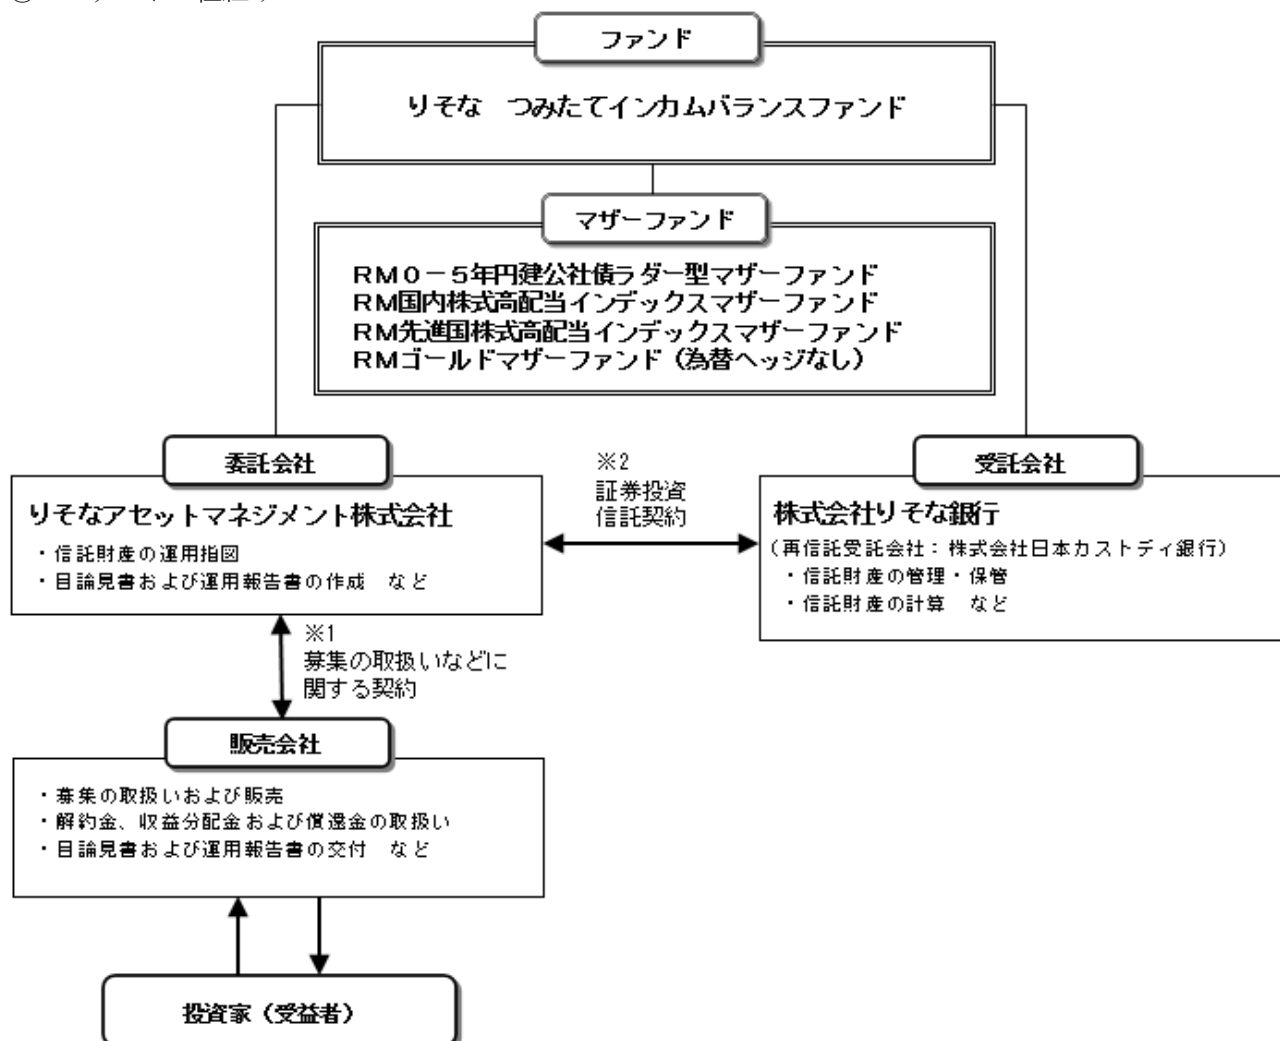 ファンド
りそな　つみたてインカムバランスファンド
マザーファンド
RM0－5年円建公社債ラダー型マザーファンド
RM国内株式高配当インデックスマザーファンド
RM先進国株式高配当インデックスマザーファンド
RMゴールドマザーファンド（為替ヘッジなし）
委託会社
りそなアセットマネジメント株式会社
・信託財産の運用指図
・目論見書および運用報告書の作成　など
※2
証券投資
信託契約
受託会社
株式会社りそな銀行
（再信託受託会社：株式会社日本カストディ銀行）
・信託財産の管理・保管
・信託財産の計算　など
※1
募集の取扱いなどに
関する契約
販売会社
・募集の取扱いおよび販売
・解約金、収益分配金および償還金の取扱い
・目論見書および運用報告書の交付　など
投資家（受益者）